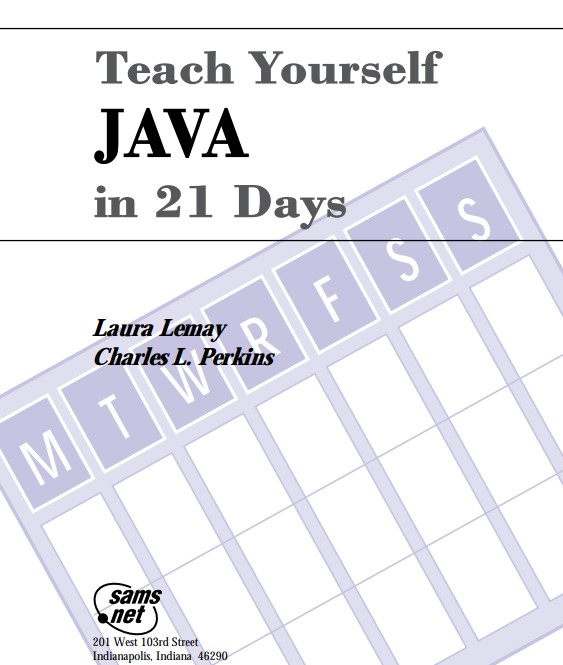 Teach Yourself
JAVA
in 21 Days
M T W R F S S
Laura Lemay
Charles L. Perkins
sams
net
201 West 103rd Street
Indianapolis, Indiana 46290